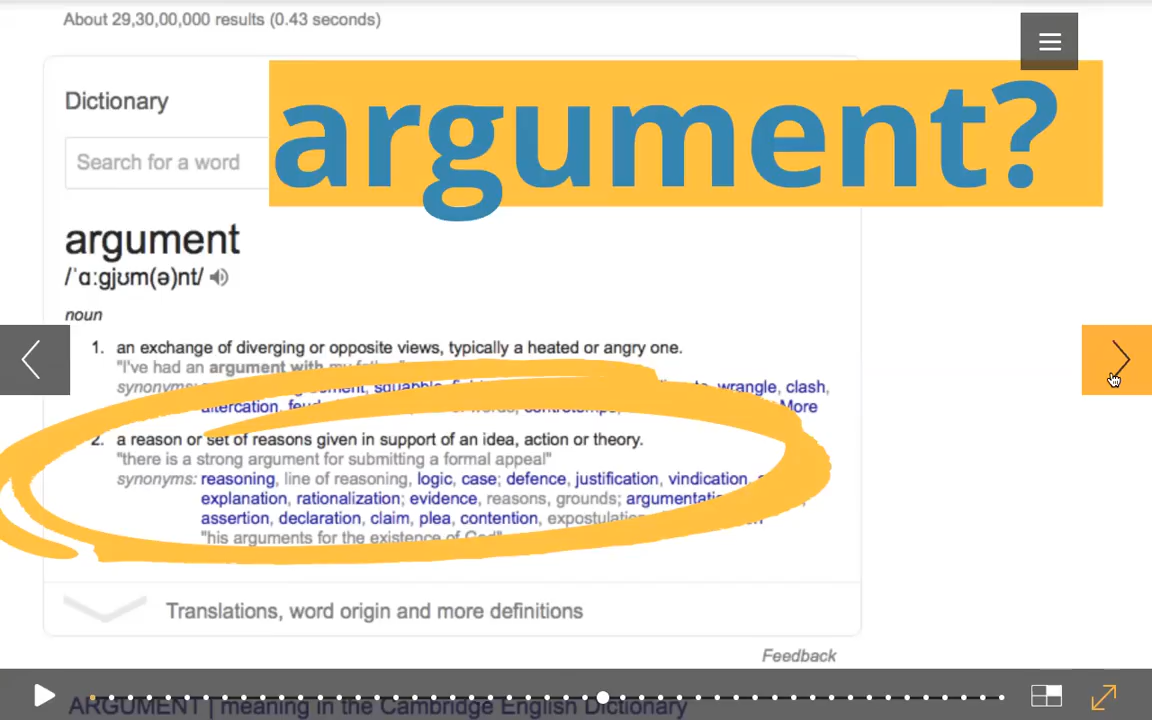 About 29,30,00,000 results (0.43 seconds)
argument?
Dictionary
Search for a word
argument
/ˈɑːɡjʊm(ə)nt/
noun
1. an exchange of diverging or opposite views, typically a heated or angry one.
"I've had an argument with my
synonyms: squabble, wrangle, clash,
altercation, More
2. a reason or set of reasons given in support of an idea, action or theory.
"there is a strong argument for submitting a formal appeal"
synonyms: reasoning, line of reasoning, logic, case; defence, justification, vindication,
explanation, rationalization; evidence, reasons, grounds;
assertion, declaration, claim, plea, contention,
"his arguments for the existence of God"
Translations, word origin and more definitions
Feedback
ARGUMENT | meaning in the Cambridge English Dictionary